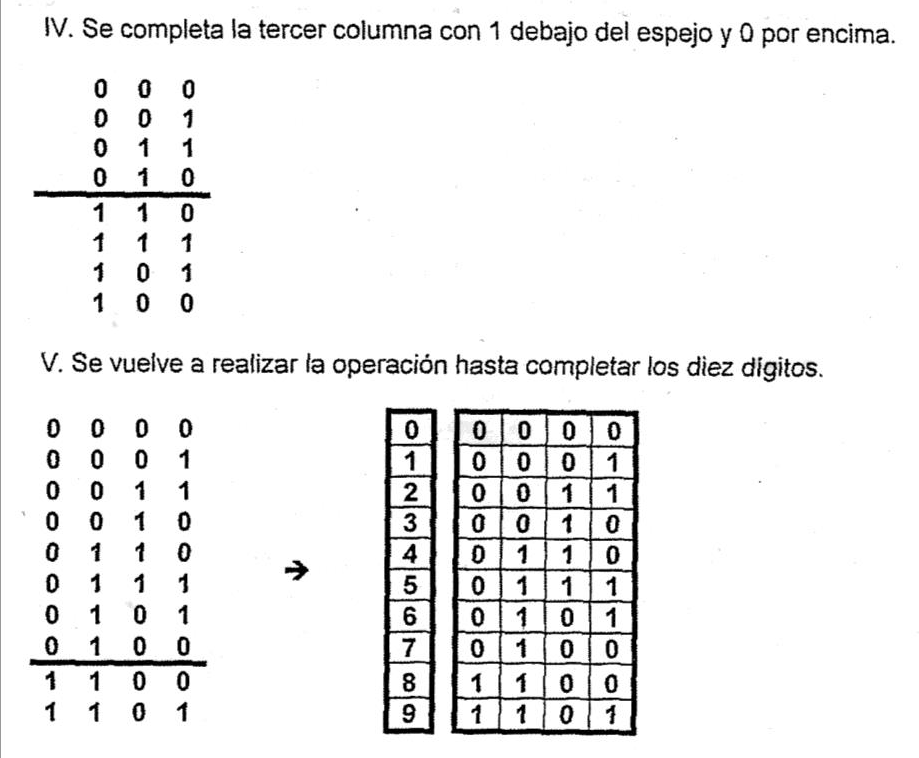 IV. Se completa la tercer columna con 1 debajo del espejo y 0 por encima.
0 0 0
0 0 1
0 1 1
0 1 0
1 1 0
1 1 1
1 0 1
1 0 0
V. Se vuelve a realizar la operación hasta completar los diez dígitos.
0 0 0 0
0 0 0 1
0 0 1 1
0 0 1 0
0 1 1 0
0 1 1 1
0 1 0 1
0 1 0 0
1 1 0 0
1 1 0 1
→
0 0 0 0 0
1 0 0 0 1
2 0 0 1 1
3 0 0 1 0
4 0 1 1 0
5 0 1 1 1
6 0 1 0 1
7 0 1 0 0
8 1 1 0 0
9 1 1 0 1